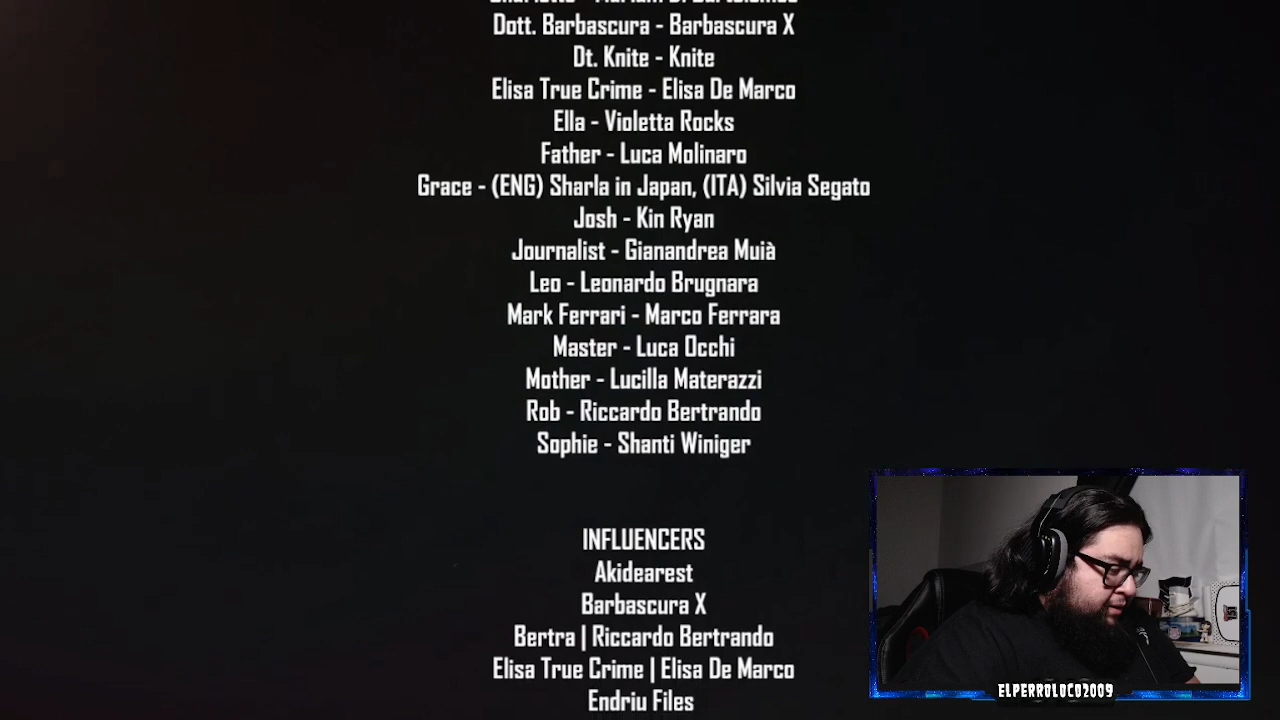 Dott. Barbascura - Barbascura X
Dt. Knite - Knite
Elisa True Crime - Elisa De Marco
Ella - Violetta Rocks
Father - Luca Molinaro
Grace - (ENG) Sharla in Japan, (ITA) Silvia Segato
Josh - Kin Ryan
Journalist - Gianandrea Muià
Leo - Leonardo Brugnara
Mark Ferrari - Marco Ferrara
Master - Luca Occhi
Mother - Lucilla Materazzi
Rob - Riccardo Bertrando
Sophie - Shanti Winiger
INFLUENCERS
Akidearest
Barbascura X
Bertra | Riccardo Bertrando
Elisa True Crime | Elisa De Marco
Endriu Files
ELPERROLOCO2009